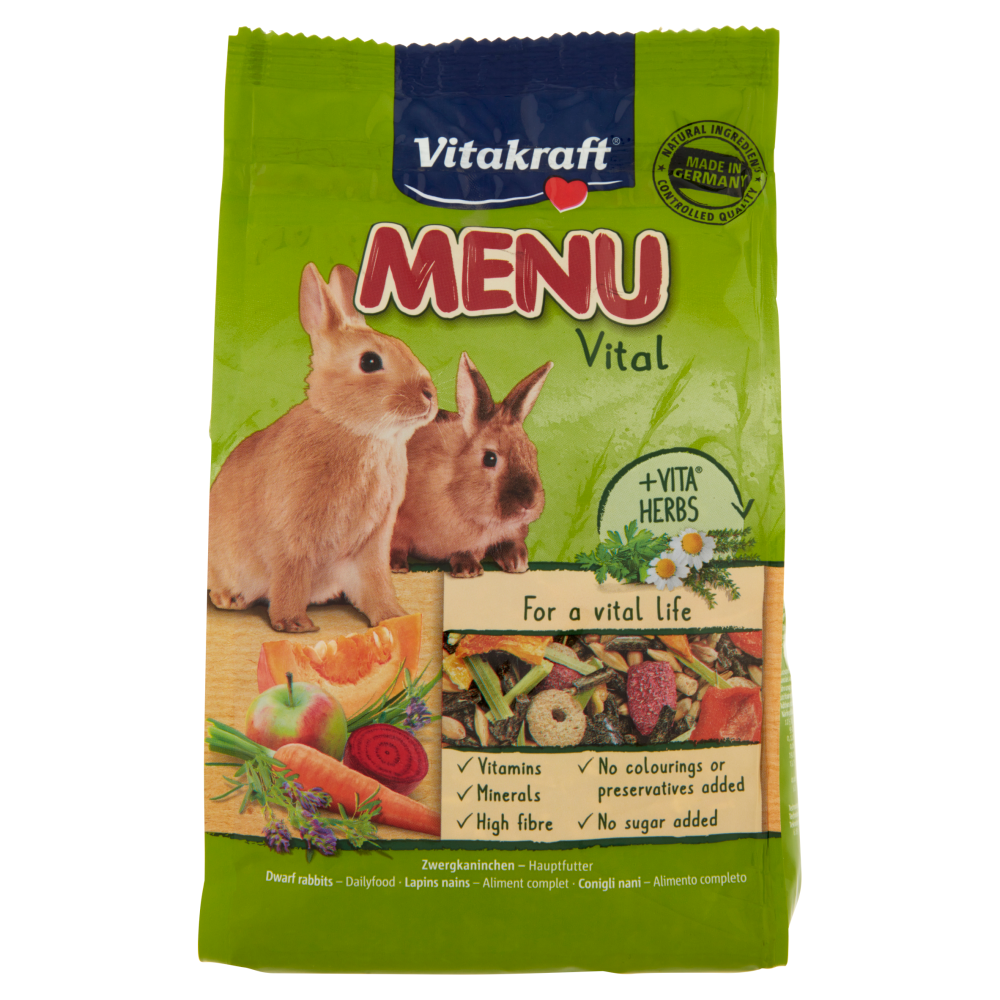 Vitakraft®
NATURAL INGREDIENTS
MADE IN
GERMANY
CONTROLLED QUALITY
MENU
Vital
+VITA®
HERBS
For a vital life
✓ Vitamins
✓ Minerals
✓ High fibre
✓ No colourings or
preservatives added
✓ No sugar added
Zwergkaninchen – Hauptfutter
Dwarf rabbits – Dailyfood · Lapins nains – Aliment complet · Conigli nani – Alimento completo